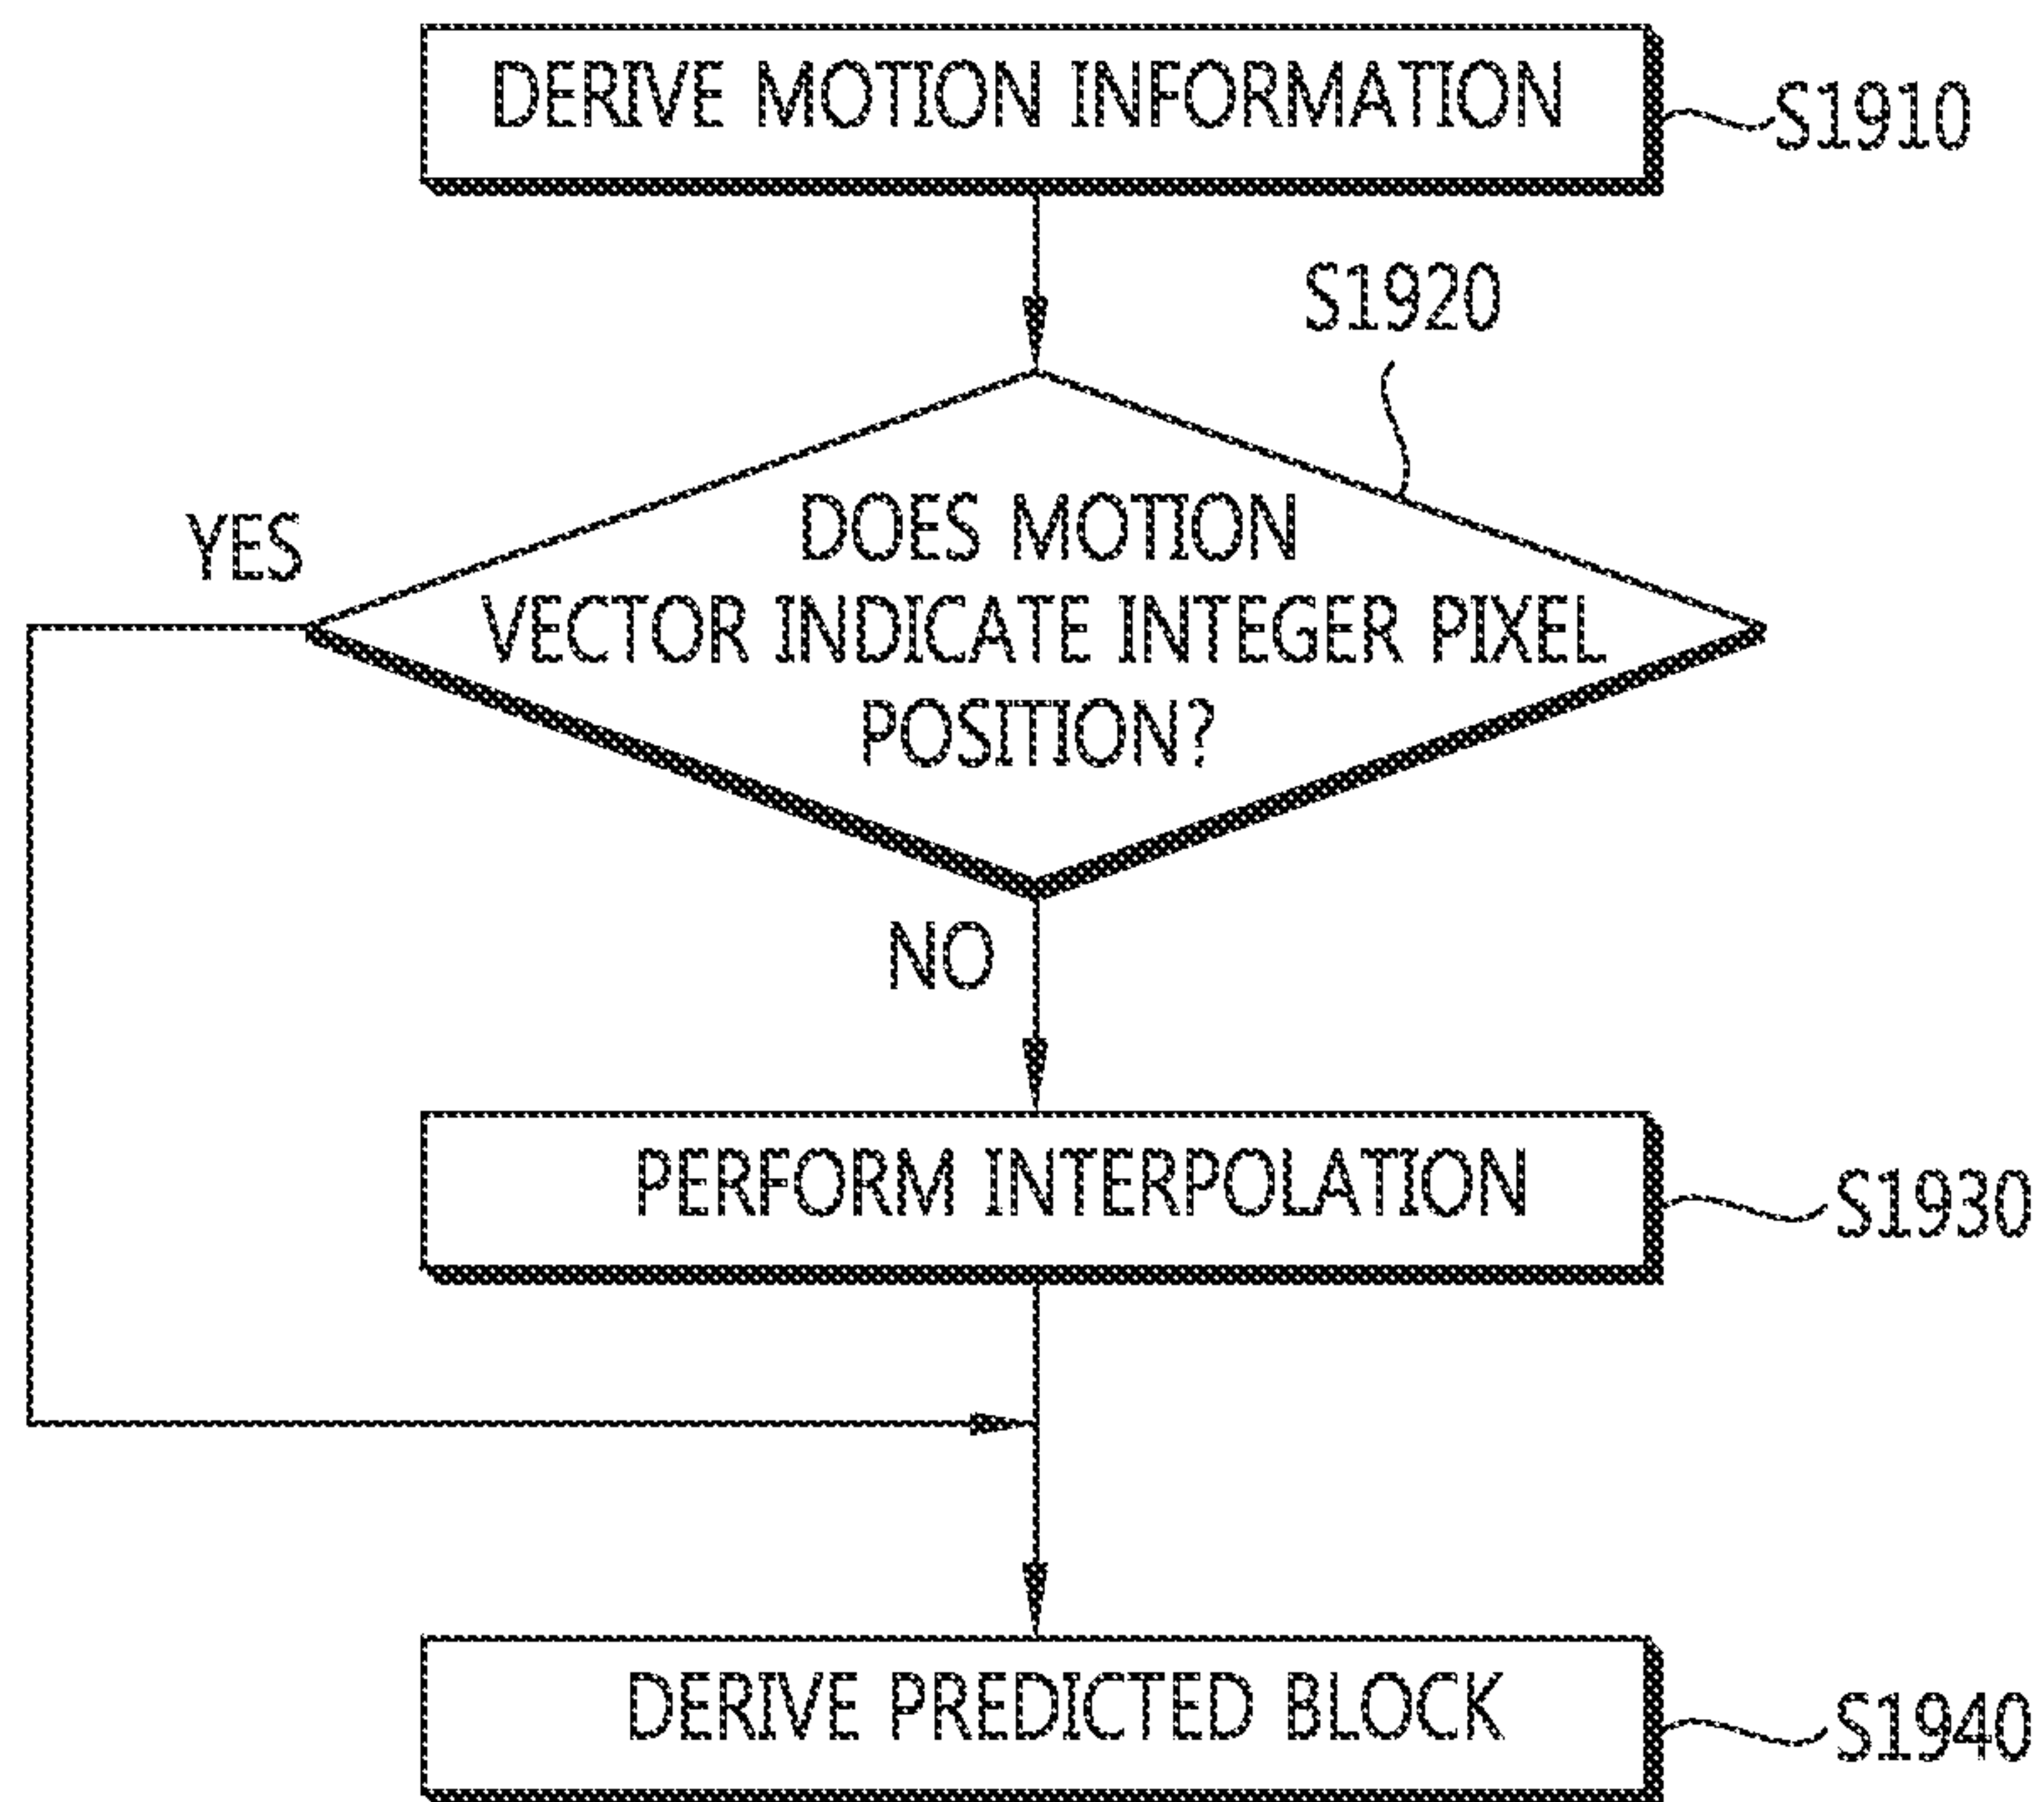 DERIVE MOTION INFORMATION
S1910
S1920
DOES MOTION
YES
VECTOR INDICATE INTEGER PIXEL
POSITION?
NO
PERFORM INTERPOLATION
S1930
DERIVE PREDICTED BLOCK
S1940